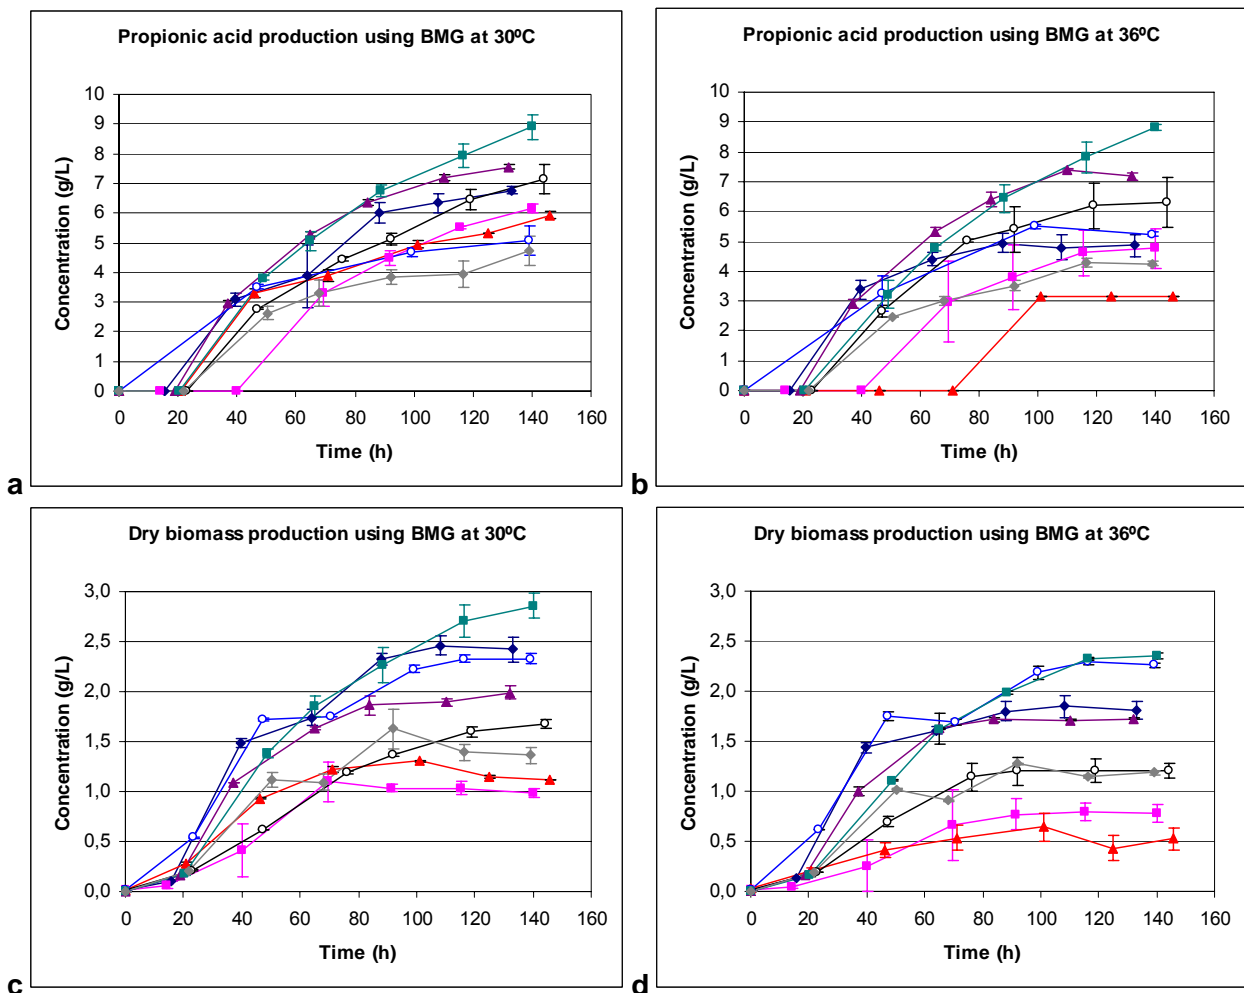 Propionic acid production using BMG at 30ºC
10
9
8
7
6
5
4
3
2
1
0
Concentration (g/L)
0 20 40 60 80 100 120 140 160
Time (h)
a
Propionic acid production using BMG at 36ºC
10
9
8
7
6
5
4
3
2
1
0
Concentration (g/L)
0 20 40 60 80 100 120 140 160
Time (h)
b
Dry biomass production using BMG at 30ºC
3,0
2,5
2,0
1,5
1,0
0,5
0,0
Concentration (g/L)
0 20 40 60 80 100 120 140 160
Time (h)
c
Dry biomass production using BMG at 36ºC
3,0
2,5
2,0
1,5
1,0
0,5
0,0
Concentration (g/L)
0 20 40 60 80 100 120 140 160
Time (h)
d